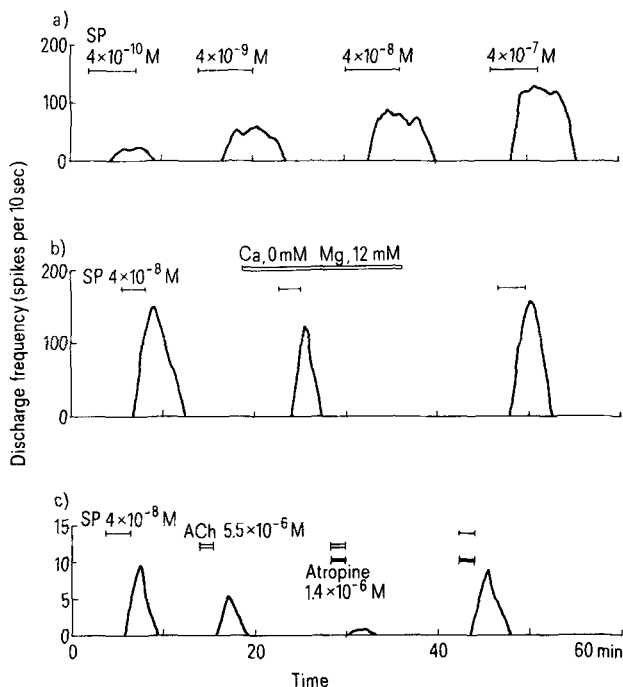 a)
SP
4×10⁻¹⁰ M 4×10⁻⁹ M 4×10⁻⁸ M 4×10⁻⁷ M
200
100
0
Discharge frequency (spikes per 10 sec)
b)
Ca, 0 mM Mg, 12 mM
SP 4×10⁻⁸ M
200
100
0
c)
SP 4×10⁻⁸ M
ACh 5.5×10⁻⁶ M
Atropine
1.4×10⁻⁶ M
15
10
5
0
0 20 40 60 min
Time